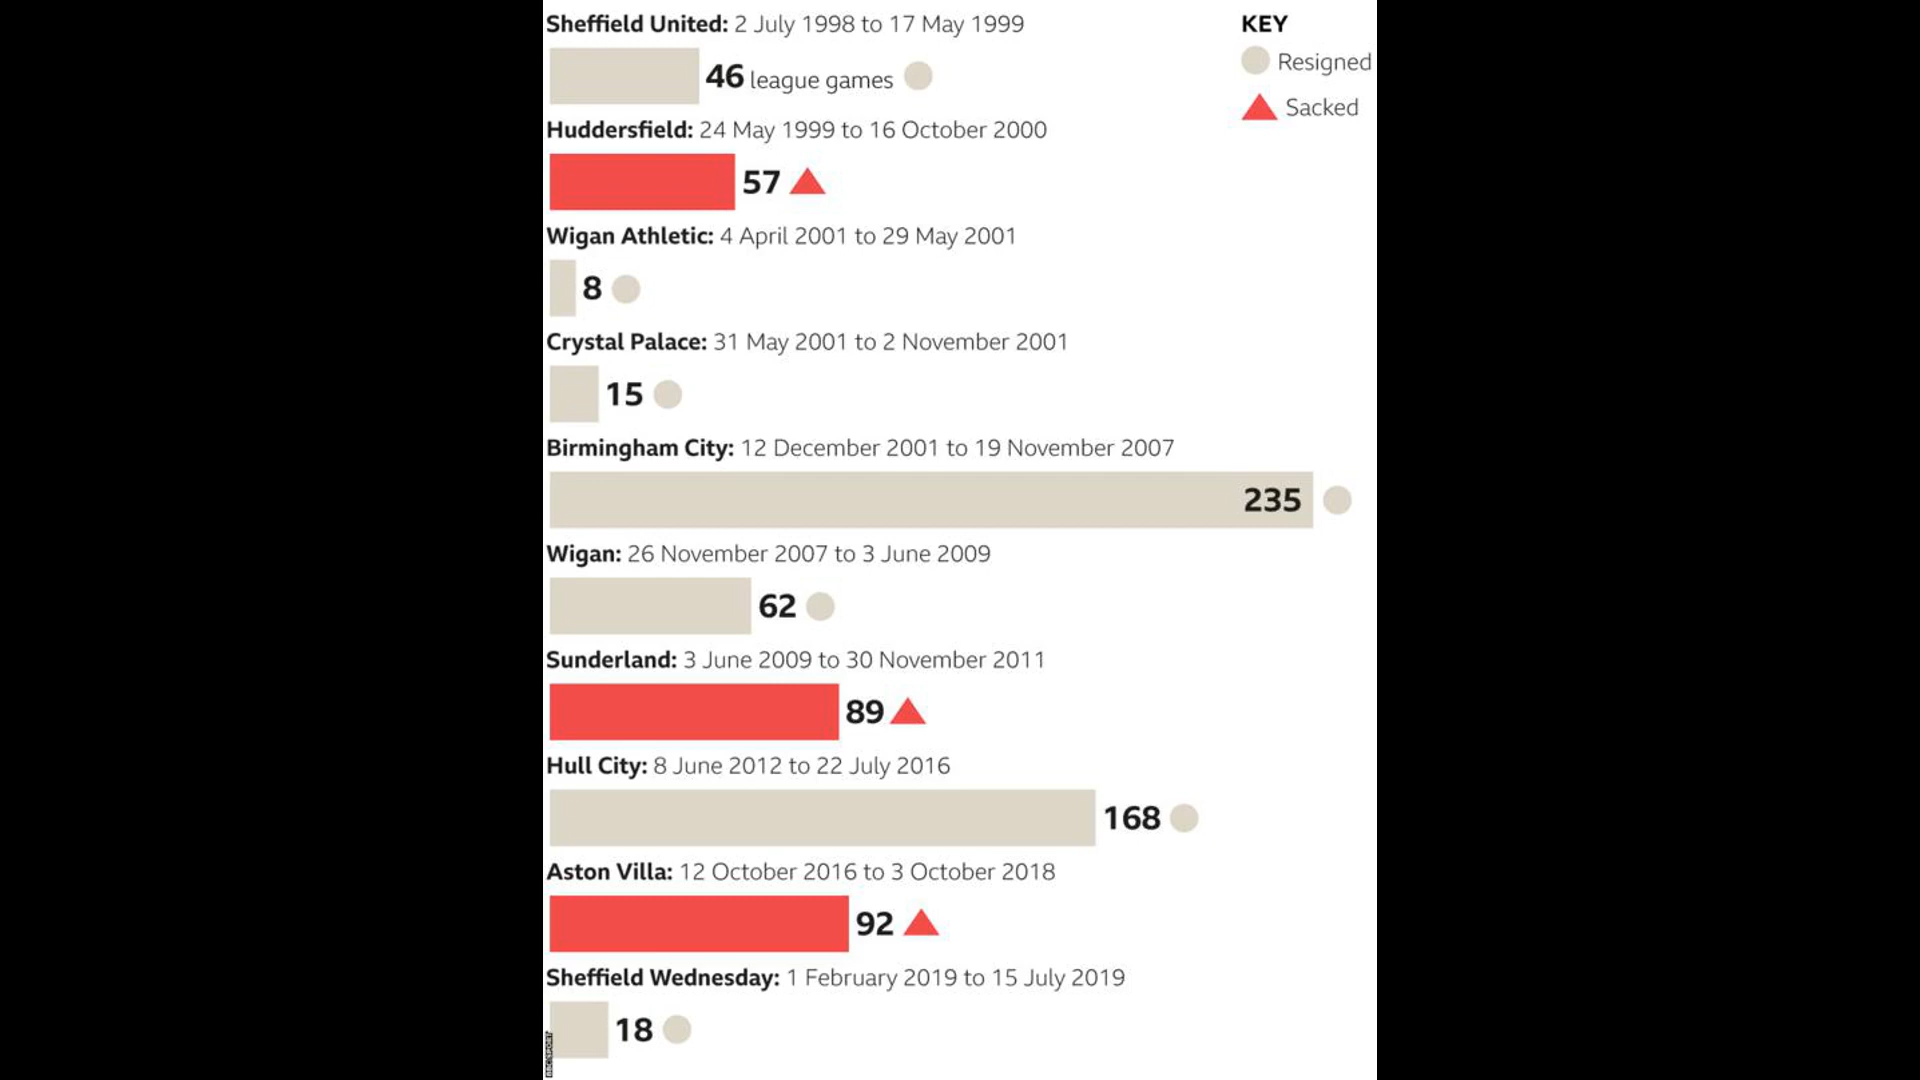 Sheffield United: 2 July 1998 to 17 May 1999
46 league games
KEY
Resigned
Sacked
Huddersfield: 24 May 1999 to 16 October 2000
57
Wigan Athletic: 4 April 2001 to 29 May 2001
8
Crystal Palace: 31 May 2001 to 2 November 2001
15
Birmingham City: 12 December 2001 to 19 November 2007
235
Wigan: 26 November 2007 to 3 June 2009
62
Sunderland: 3 June 2009 to 30 November 2011
89
Hull City: 8 June 2012 to 22 July 2016
168
Aston Villa: 12 October 2016 to 3 October 2018
92
Sheffield Wednesday: 1 February 2019 to 15 July 2019
18
BBC SPORT